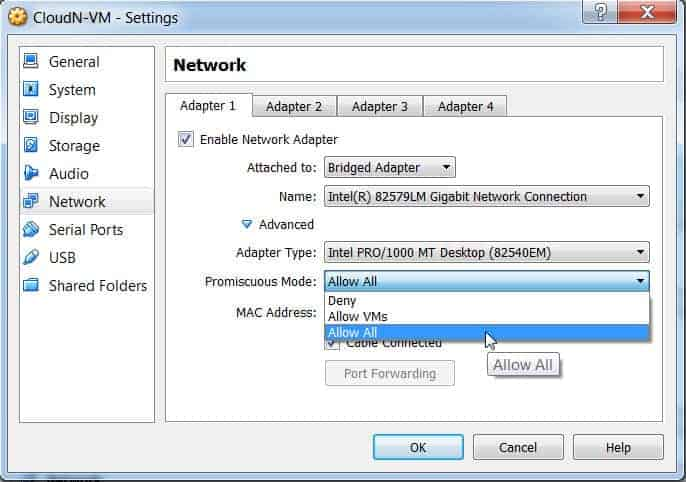 CloudN-VM - Settings
General
System
Display
Storage
Audio
Network
Serial Ports
USB
Shared Folders
Network
Adapter 1 Adapter 2 Adapter 3 Adapter 4
Enable Network Adapter
Attached to: Bridged Adapter
Name: Intel(R) 82579LM Gigabit Network Connection
Advanced
Adapter Type: Intel PRO/1000 MT Desktop (82540EM)
Promiscuous Mode: Allow All
Deny
MAC Address: Allow VMs
Allow All
Cable Connected
Allow All
Port Forwarding
OK Cancel Help